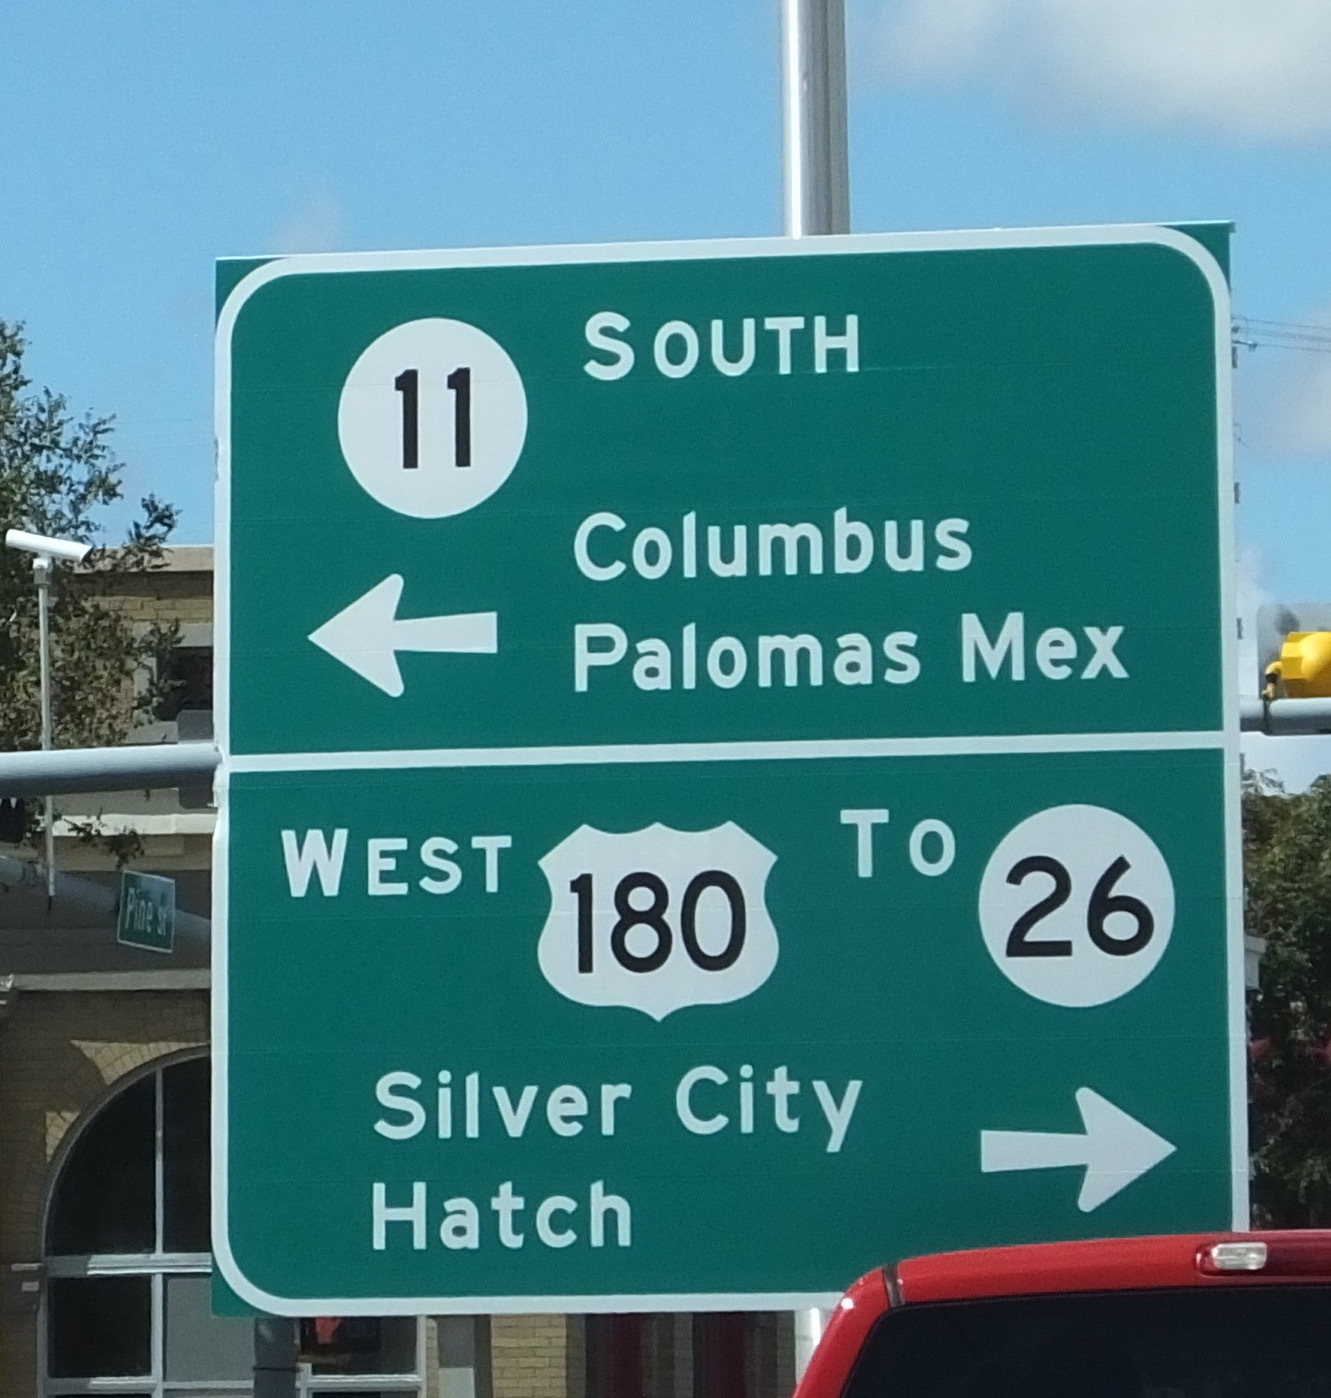 11 SOUTH
Columbus
Palomas Mex
WEST 180 TO 26
Silver City
Hatch
Pine St